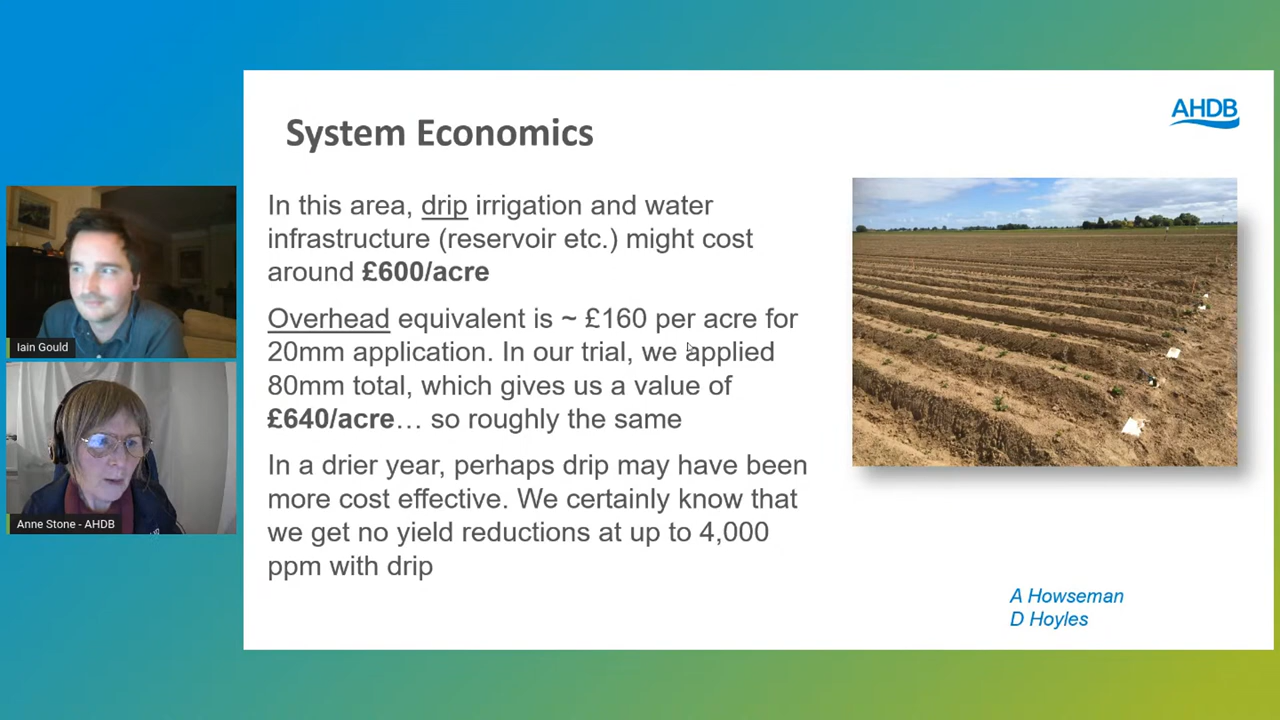 AHDB
System Economics
In this area, drip irrigation and water
infrastructure (reservoir etc.) might cost
around £600/acre
Overhead equivalent is ~ £160 per acre for
20mm application. In our trial, we applied
80mm total, which gives us a value of
£640/acre… so roughly the same
In a drier year, perhaps drip may have been
more cost effective. We certainly know that
we get no yield reductions at up to 4,000
ppm with drip
A Howseman
D Hoyles
Iain Gould
Anne Stone - AHDB